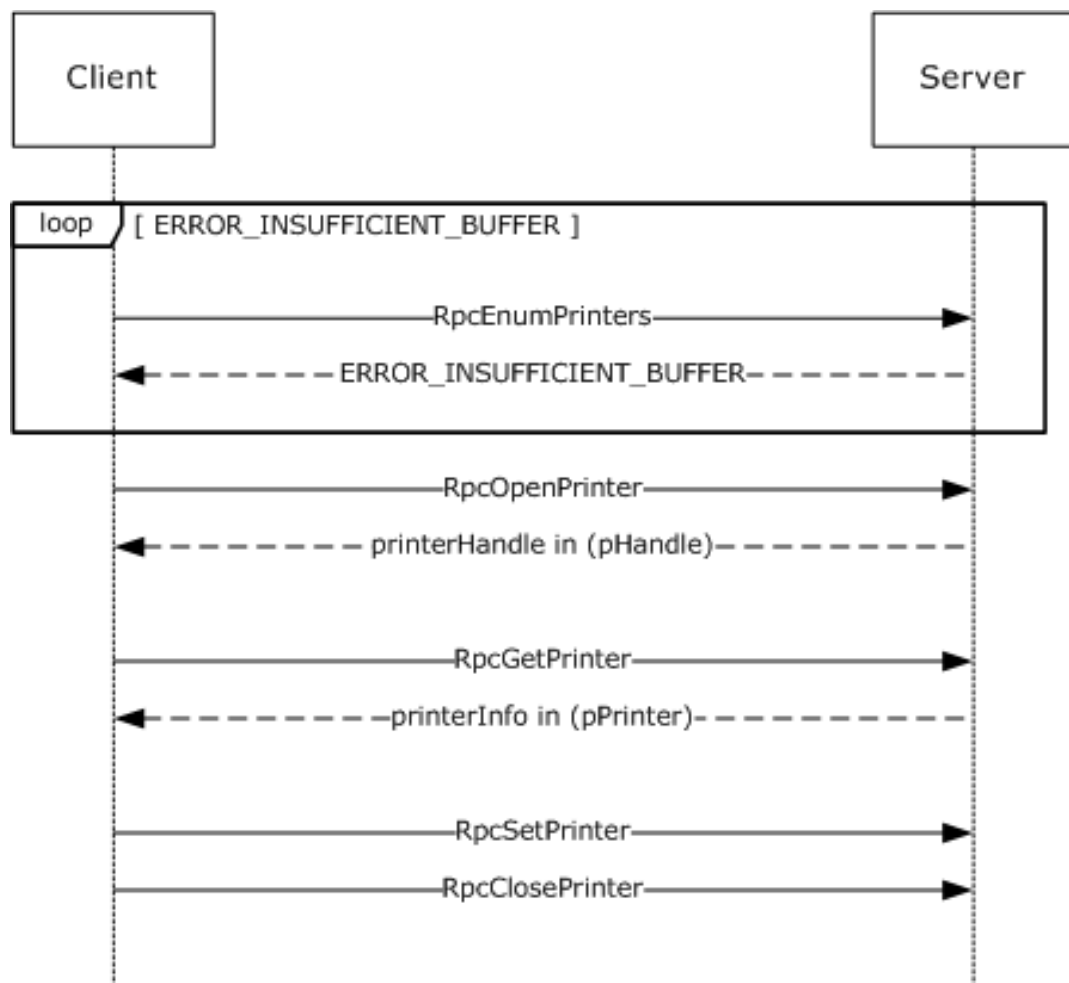 Client
Server
loop
[ ERROR_INSUFFICIENT_BUFFER ]
RpcEnumPrinters
ERROR_INSUFFICIENT_BUFFER
RpcOpenPrinter
printerHandle in (pHandle)
RpcGetPrinter
printerInfo in (pPrinter)
RpcSetPrinter
RpcClosePrinter